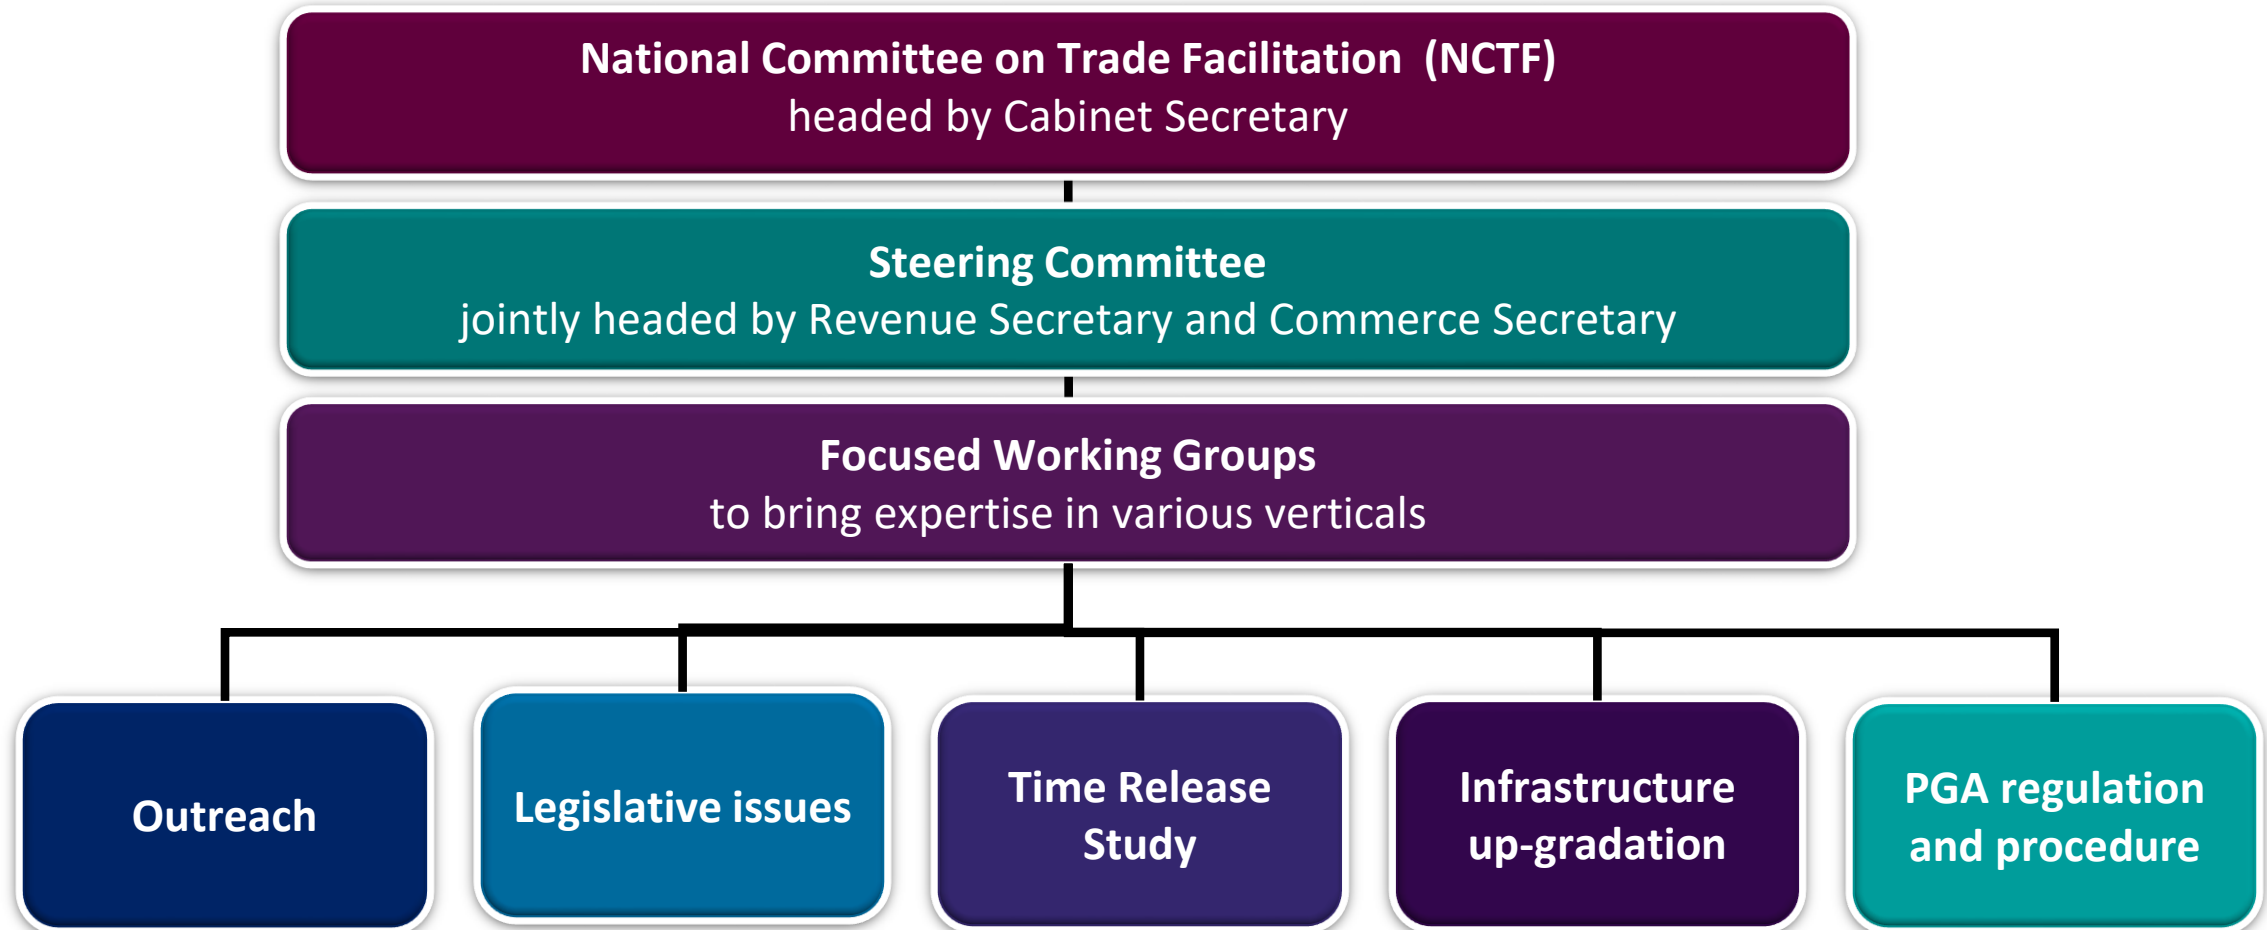 National Committee on Trade Facilitation (NCTF)
headed by Cabinet Secretary
Steering Committee
jointly headed by Revenue Secretary and Commerce Secretary
Focused Working Groups
to bring expertise in various verticals
Outreach
Legislative issues
Time Release
Study
Infrastructure
up-gradation
PGA regulation
and procedure